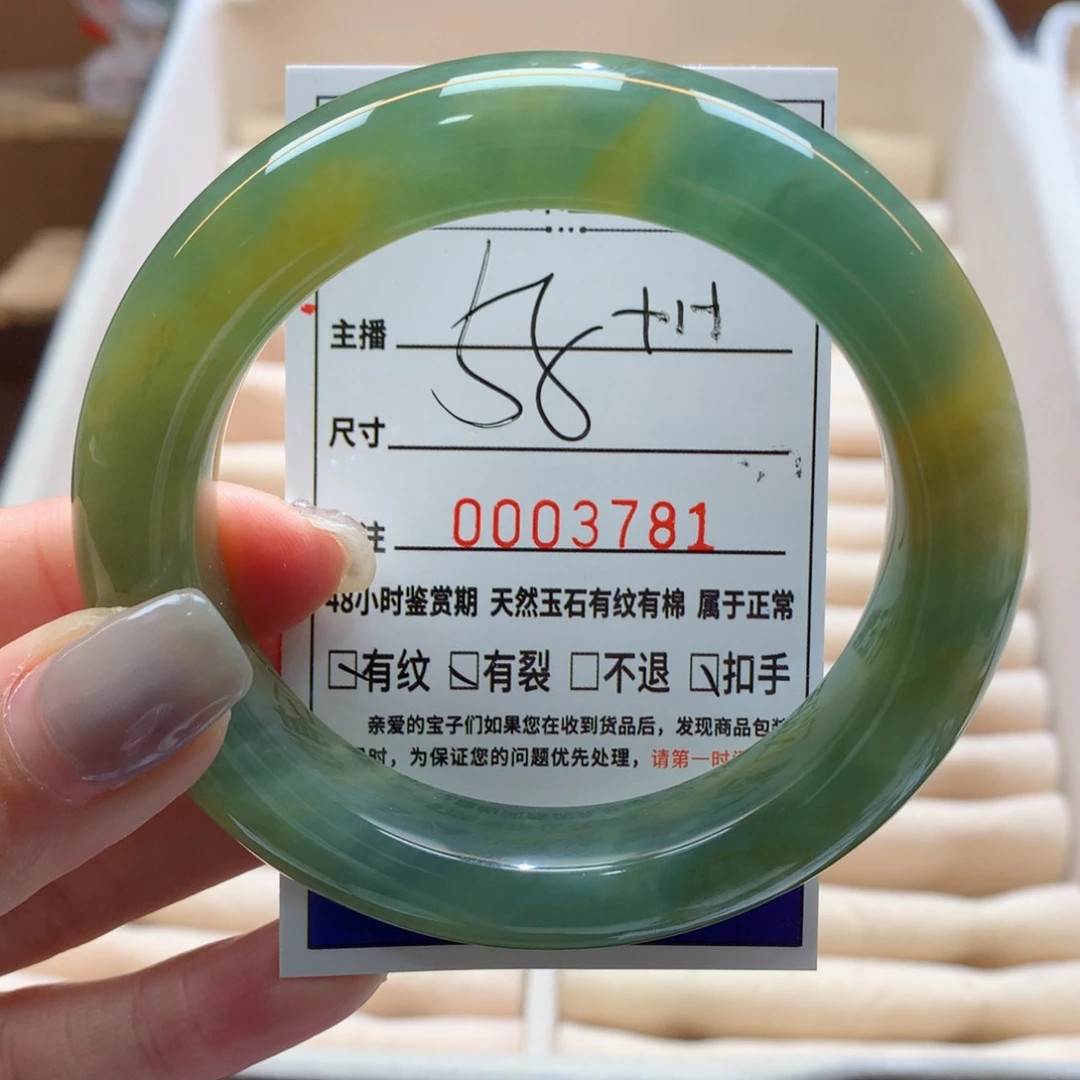 主播
58
尺寸
注 0003781
48小时鉴赏期 天然玉石有纹有棉 属于正常
有纹 有裂 不退 扣手
亲爱的宝子们如果您在收到货品后，发现商品包装
时，为保证您的问题优先处理，请第一时